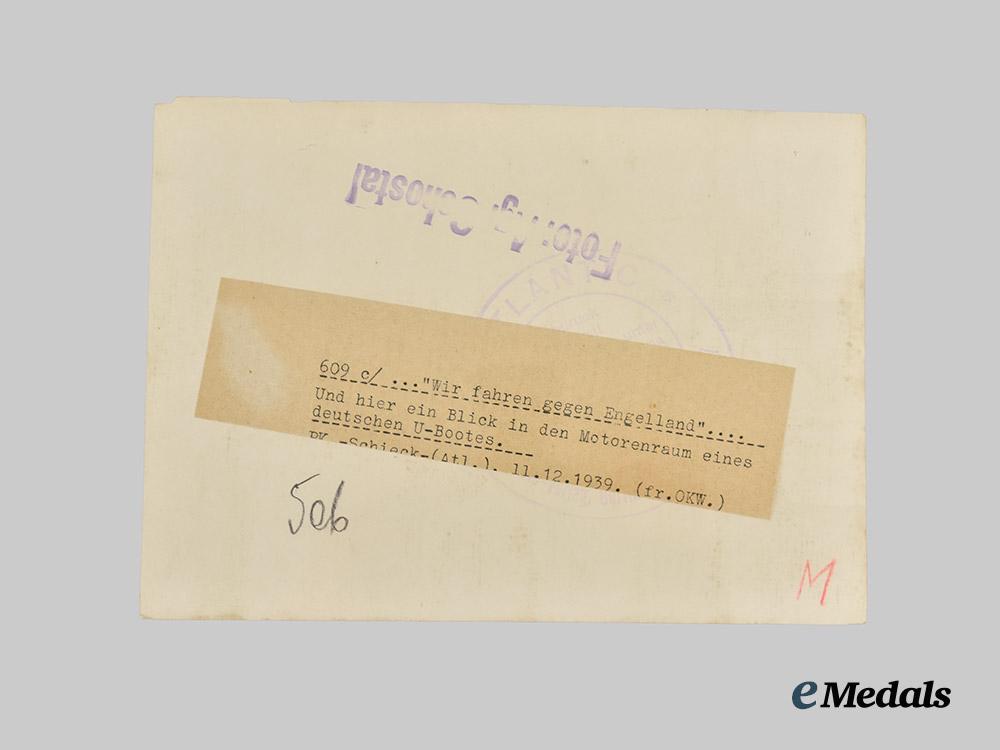 Foto: Ag. Schostal
609 c/ ..."Wir fahren gegen Engelland"....
Und hier ein Blick in den Motorenraum eines
deutschen U-Bootes.
PK.-Schieck-(Atl.). 11.12.1939. (fr.OKW.)
M
eMedals